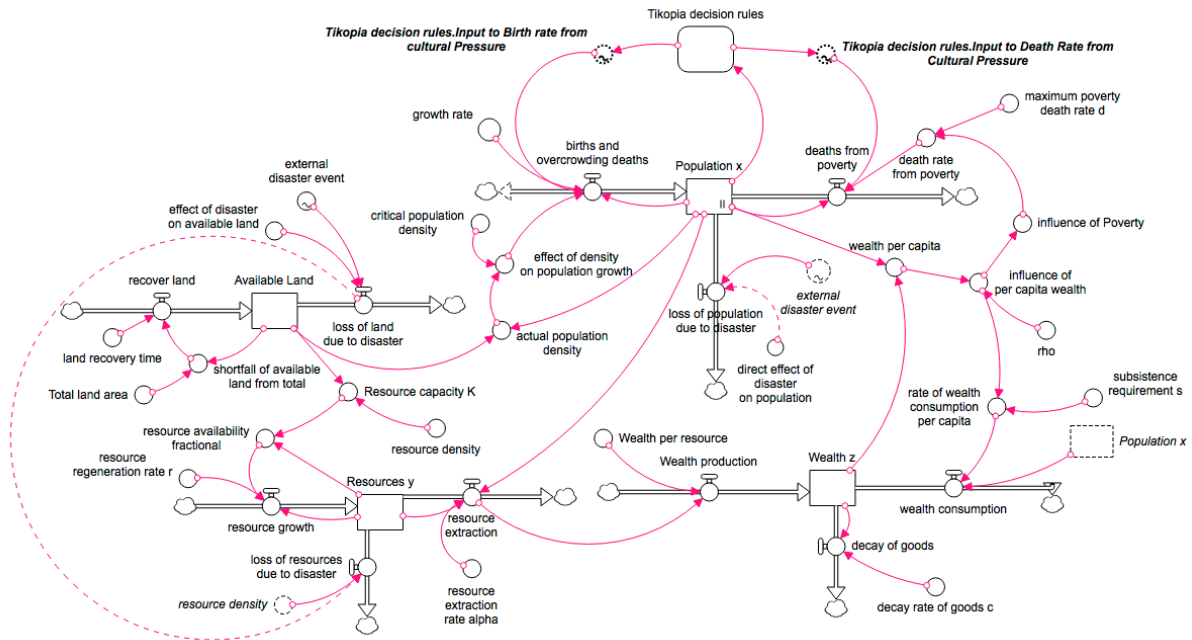 Tikopia decision rules
Tikopia decision rules.Input to Birth rate from
cultural Pressure
Tikopia decision rules.Input to Death Rate from
Cultural Pressure
growth rate
births and
overcrowding deaths
Population x
deaths from
poverty
maximum poverty
death rate d
death rate
from poverty
external
disaster event
effect of disaster
on available land
critical population
density
effect of density
on population growth
wealth per capita
influence of Poverty
influence of
per capita wealth
recover land
Available Land
loss of land
due to disaster
loss of population
due to disaster
external
disaster event
land recovery time
shortfall of available
land from total
actual population
density
direct effect of
disaster
on population
rho
Total land area
Resource capacity K
rate of wealth
consumption
per capita
subsistence
requirement s
resource availability
fractional
resource density
Wealth per resource
Population x
resource
regeneration rate r
Resources y
Wealth production
Wealth z
resource growth
resource
extraction
wealth consumption
loss of resources
due to disaster
decay of goods
resource density
resource
extraction
rate alpha
decay rate of goods c